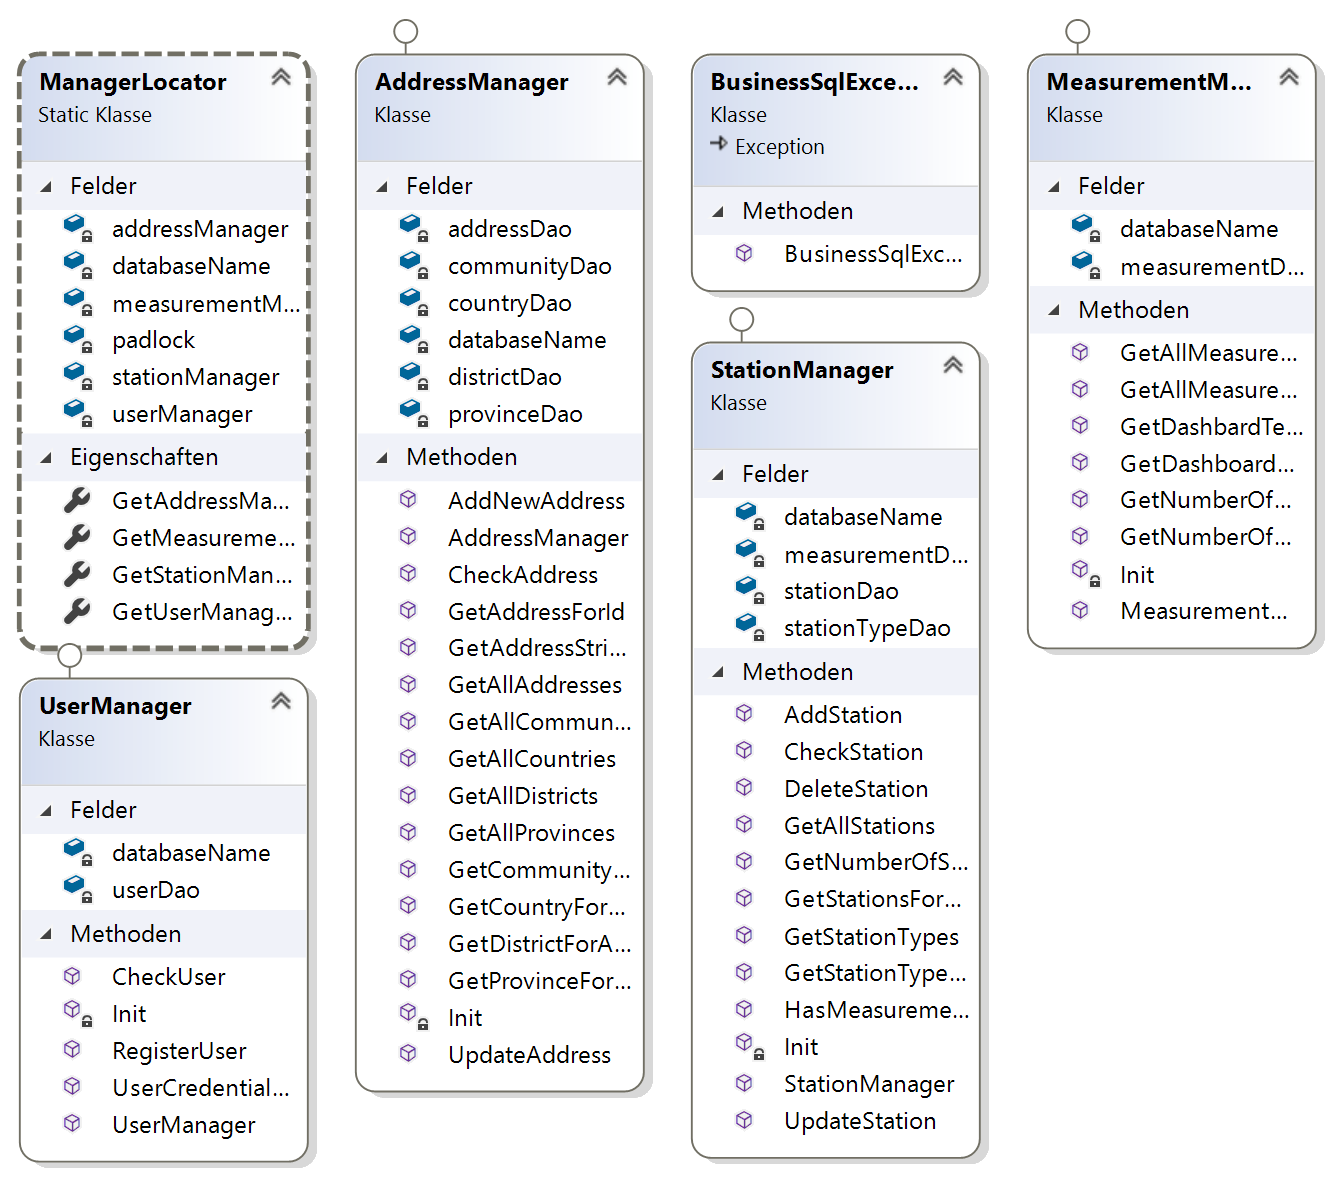 ManagerLocator
Static Klasse
Felder
addressManager
databaseName
measurementM...
padlock
stationManager
userManager
Eigenschaften
GetAddressMa...
GetMeasureme...
GetStationMan...
GetUserManag...
UserManager
Klasse
Felder
databaseName
userDao
Methoden
CheckUser
Init
RegisterUser
UserCredential...
UserManager
AddressManager
Klasse
Felder
addressDao
communityDao
countryDao
databaseName
districtDao
provinceDao
Methoden
AddNewAddress
AddressManager
CheckAddress
GetAddressForId
GetAddressStri...
GetAllAddresses
GetAllCommun...
GetAllCountries
GetAllDistricts
GetAllProvinces
GetCommunity...
GetCountryFor...
GetDistrictForA...
GetProvinceFor...
Init
UpdateAddress
BusinessSqlExce...
Klasse
Exception
Methoden
BusinessSqlExc...
StationManager
Klasse
Felder
databaseName
measurementD...
stationDao
stationTypeDao
Methoden
AddStation
CheckStation
DeleteStation
GetAllStations
GetNumberOfS...
GetStationsFor...
GetStationTypes
GetStationType...
HasMeasureme...
Init
StationManager
UpdateStation
MeasurementM...
Klasse
Felder
databaseName
measurementD...
Methoden
GetAllMeasure...
GetAllMeasure...
GetDashbardTe...
GetDashboard...
GetNumberOf...
GetNumberOf...
Init
Measurement...